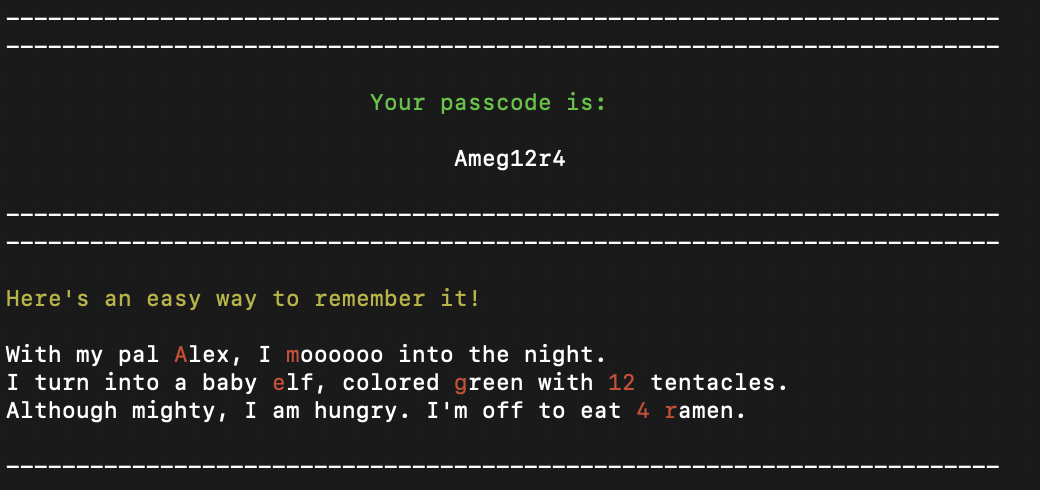 Your passcode is:
Ameg12r4
Here's an easy way to remember it!
With my pal Alex, I moooooo into the night.
I turn into a baby elf, colored green with 12 tentacles.
Although mighty, I am hungry. I'm off to eat 4 ramen.